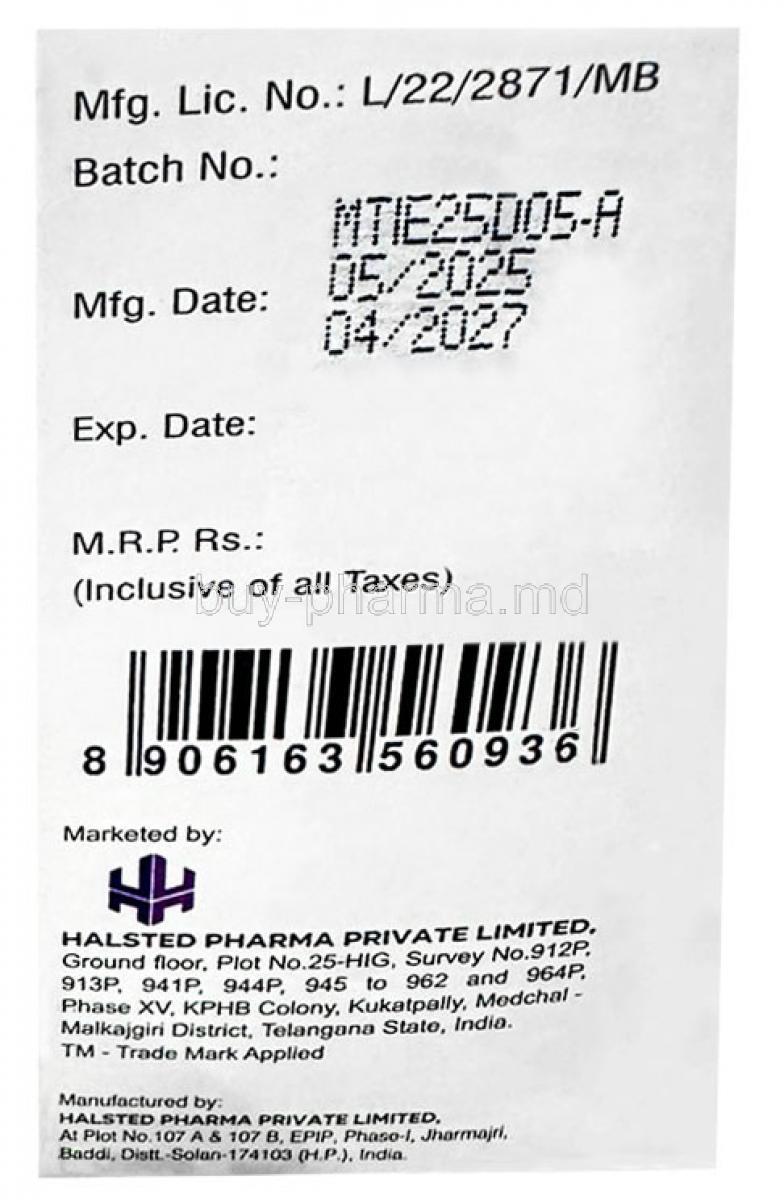 Mfg. Lic. No.: L/22/2871/MB
Batch No.:
MTIE25D05-A
Mfg. Date:
05/2025
04/2027
Exp. Date:
M.R.P. Rs.:
(Inclusive of all Taxes)
buy-pharma.md
8 906163 560936
Marketed by:
HALSTED PHARMA PRIVATE LIMITED.
Ground floor, Plot No.25-HIG, Survey No.912P,
913P, 941P, 944P, 945 to 962 and 964P,
Phase XV, KPHB Colony, Kukatpally, Medchal -
Malkajgiri District, Telangana State, India.
TM - Trade Mark Applied
Manufactured by:
HALSTED PHARMA PRIVATE LIMITED.
At Plot No.107 A & 107 B, EPIP, Phase-I, Jharmajri,
Baddi, Distt.-Solan-174103 (H.P.), India.